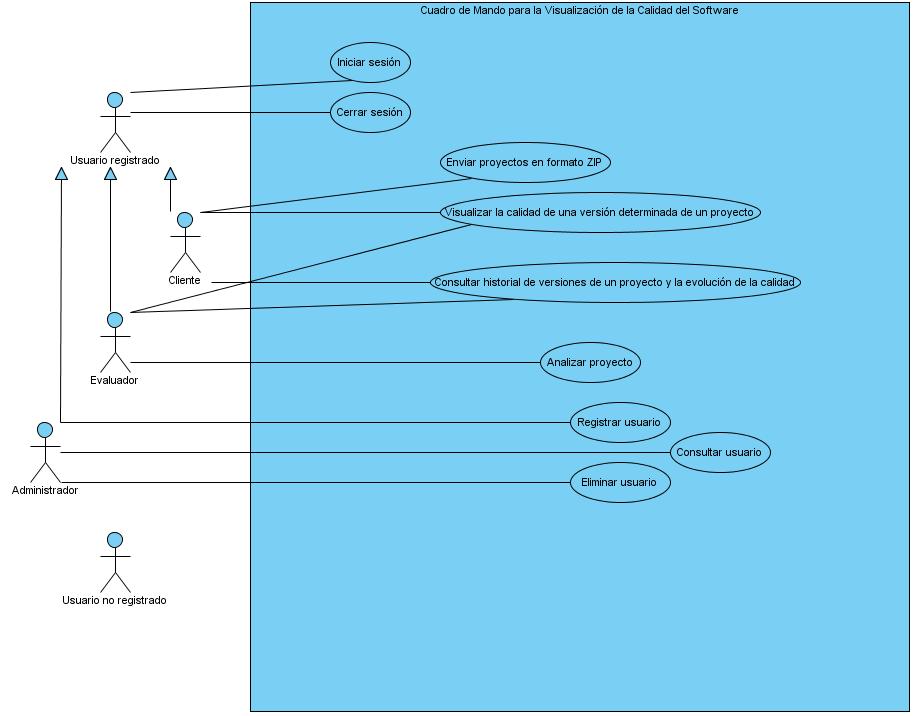 Cuadro de Mando para la Visualización de la Calidad del Software
Iniciar sesión
Cerrar sesión
Usuario registrado
Enviar proyectos en formato ZIP
Visualizar la calidad de una versión determinada de un proyecto
Cliente
Consultar historial de versiones de un proyecto y la evolución de la calidad
Analizar proyecto
Evaluador
Registrar usuario
Consultar usuario
Eliminar usuario
Administrador
Usuario no registrado